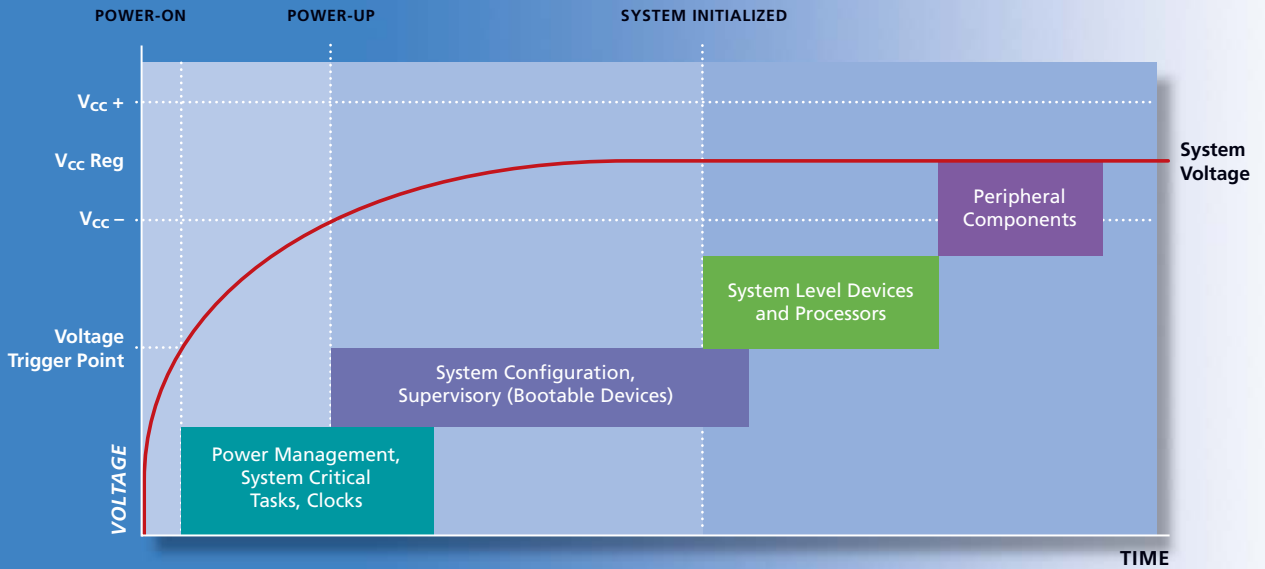 POWER-ON POWER-UP SYSTEM INITIALIZED
VCC +
VCC Reg
System
Voltage
Peripheral
Components
VCC –
System Level Devices
and Processors
Voltage
Trigger Point
System Configuration,
Supervisory (Bootable Devices)
Power Management,
System Critical
Tasks, Clocks
VOLTAGE
TIME